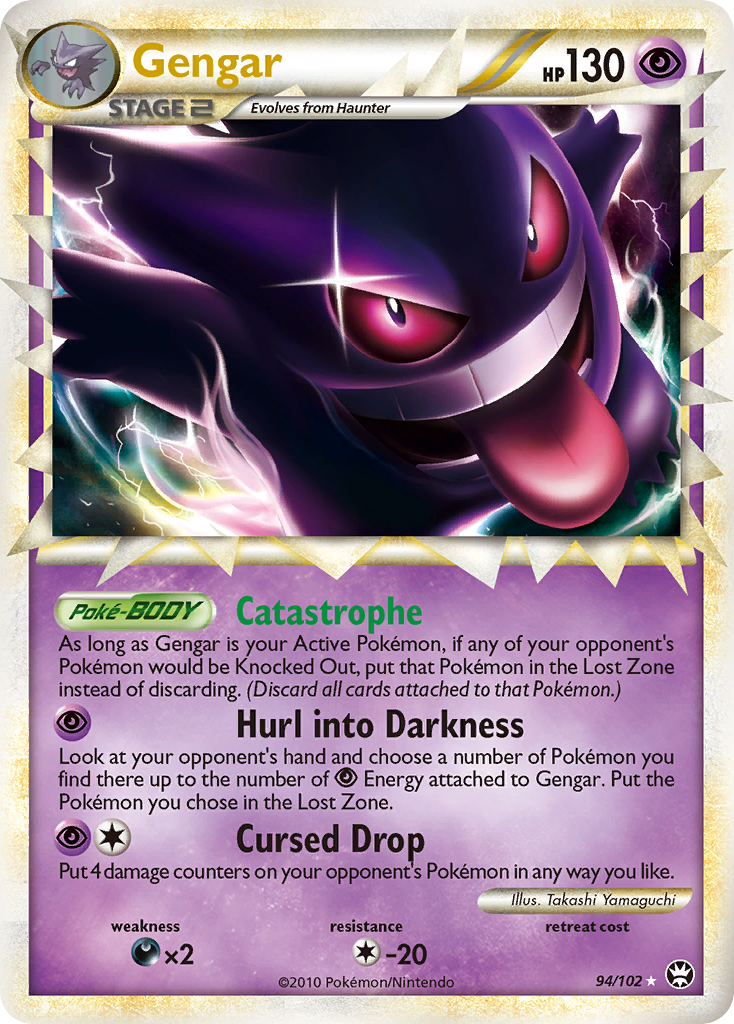 Gengar
HP 130
STAGE 2
Evolves from Haunter
Poké-BODY Catastrophe
As long as Gengar is your Active Pokémon, if any of your opponent's
Pokémon would be Knocked Out, put that Pokémon in the Lost Zone
instead of discarding. (Discard all cards attached to that Pokémon.)
Hurl into Darkness
Look at your opponent's hand and choose a number of Pokémon you
find there up to the number of Energy attached to Gengar. Put the
Pokémon you chose in the Lost Zone.
Cursed Drop
Put 4 damage counters on your opponent's Pokémon in any way you like.
Illus. Takashi Yamaguchi
weakness resistance retreat cost
×2 -20
©2010 Pokémon/Nintendo 94/102 ★